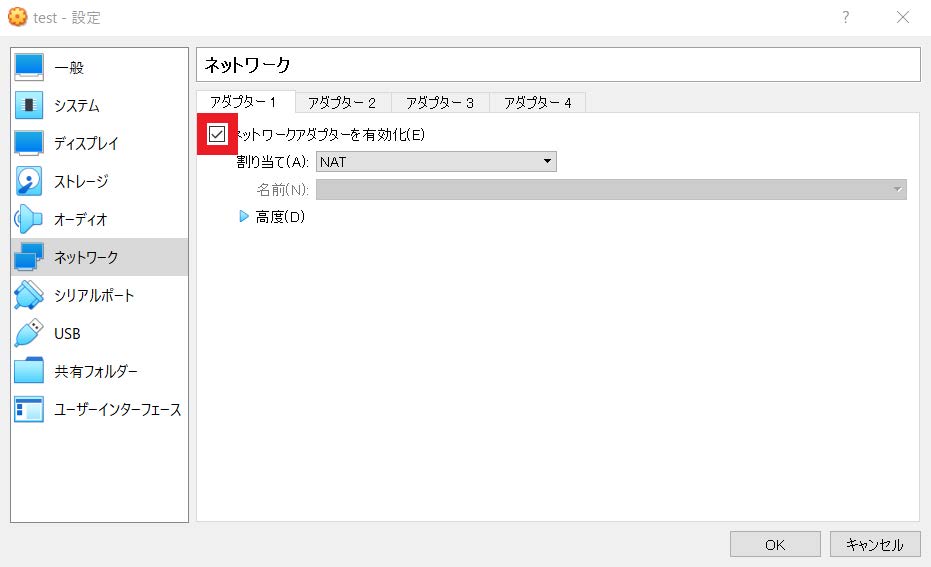 test - 設定
?
一般
システム
ディスプレイ
ストレージ
オーディオ
ネットワーク
シリアルポート
USB
共有フォルダー
ユーザーインターフェース
ネットワーク
アダプター 1
アダプター 2
アダプター 3
アダプター 4
ネットワークアダプターを有効化(E)
割り当て(A): NAT
名前(N):
高度(D)
OK
キャンセル